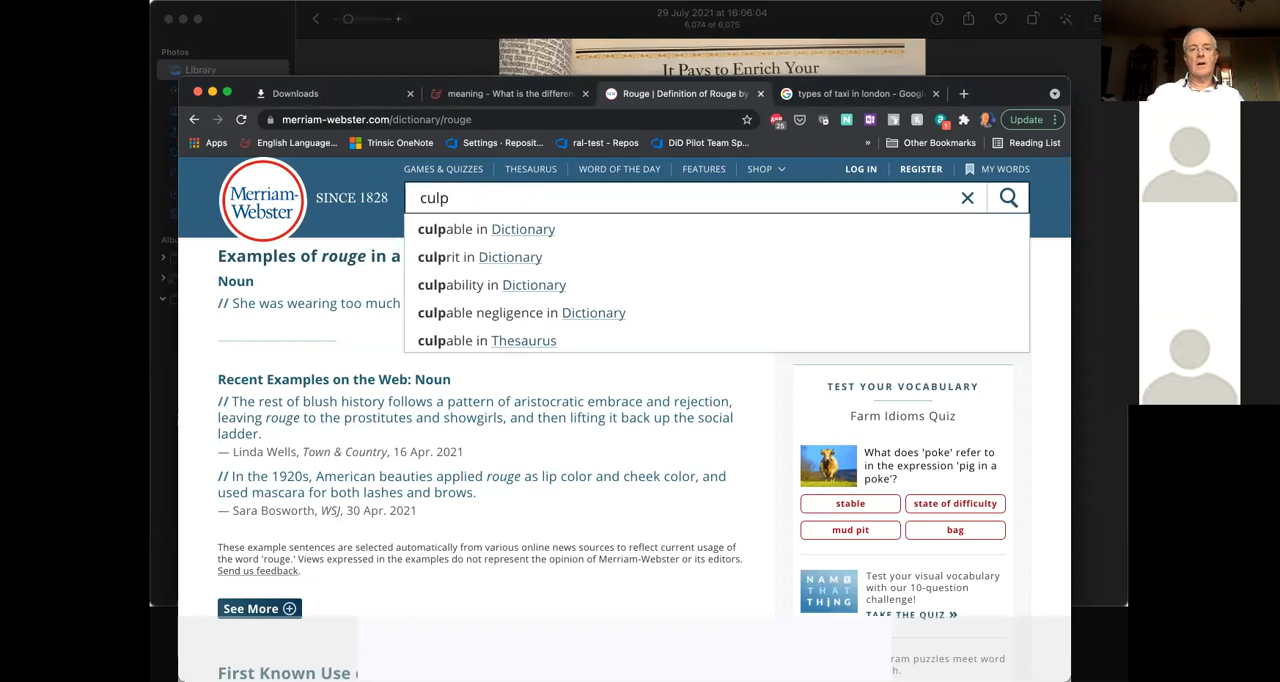 29 July 2021 at 16:06:04
6,074 of 6,075
Photos
Library
It Pays to Enrich Your
Downloads
meaning - What is the differen
Rouge | Definition of Rouge by
types of taxi in london - Googl
merriam-webster.com/dictionary/rouge
Update
Apps
English Language...
Trinsic OneNote
Settings · Reposit...
ral-test - Repos
DiD Pilot Team Sp...
»
Other Bookmarks
Reading List
Merriam-
Webster
SINCE 1828
GAMES & QUIZZES
THESAURUS
WORD OF THE DAY
FEATURES
SHOP
LOG IN
REGISTER
MY WORDS
culp
culpable in Dictionary
culprit in Dictionary
culpability in Dictionary
culpable negligence in Dictionary
culpable in Thesaurus
Examples of rouge in a
Noun
// She was wearing too much
Recent Examples on the Web: Noun
// The rest of blush history follows a pattern of aristocratic embrace and rejection,
leaving rouge to the prostitutes and showgirls, and then lifting it back up the social
ladder.
— Linda Wells, Town & Country, 16 Apr. 2021
// In the 1920s, American beauties applied rouge as lip color and cheek color, and
used mascara for both lashes and brows.
— Sara Bosworth, WSJ, 30 Apr. 2021
These example sentences are selected automatically from various online news sources to reflect current usage of
the word 'rouge.' Views expressed in the examples do not represent the opinion of Merriam-Webster or its editors.
Send us feedback.
See More
First Known Use
TEST YOUR VOCABULARY
Farm Idioms Quiz
What does 'poke' refer to
in the expression 'pig in a
poke'?
stable
state of difficulty
mud pit
bag
NAME
THAT
THING
Test your visual vocabulary
with our 10-question
challenge!
TAKE THE QUIZ »
ram puzzles meet word